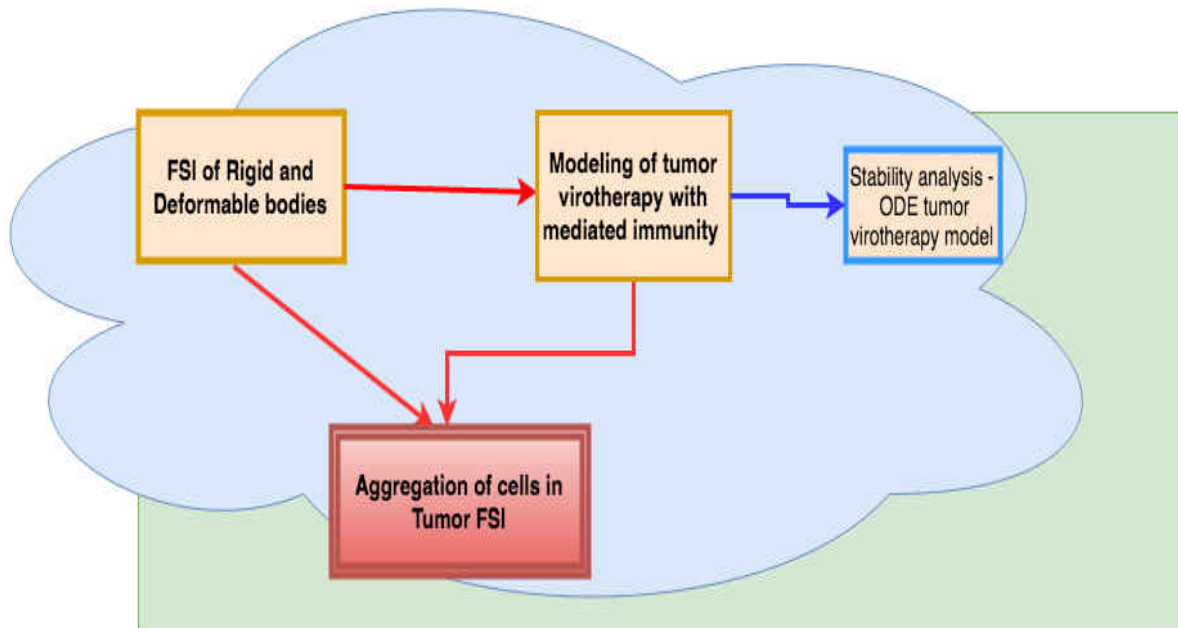 FSI of Rigid and
Deformable bodies
Modeling of tumor
virotherapy with
mediated immunity
Stability analysis -
ODE tumor
virotherapy model
Aggregation of cells in
Tumor FSI